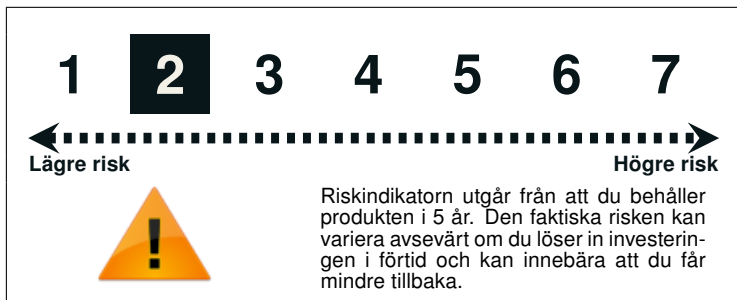 1 2 3 4 5 6 7
Lägre risk Högre risk
Riskindikatorn utgår från att du behåller
produkten i 5 år. Den faktiska risken kan
variera avsevärt om du löser in investerin-
gen i förtid och kan innebära att du får
mindre tillbaka.